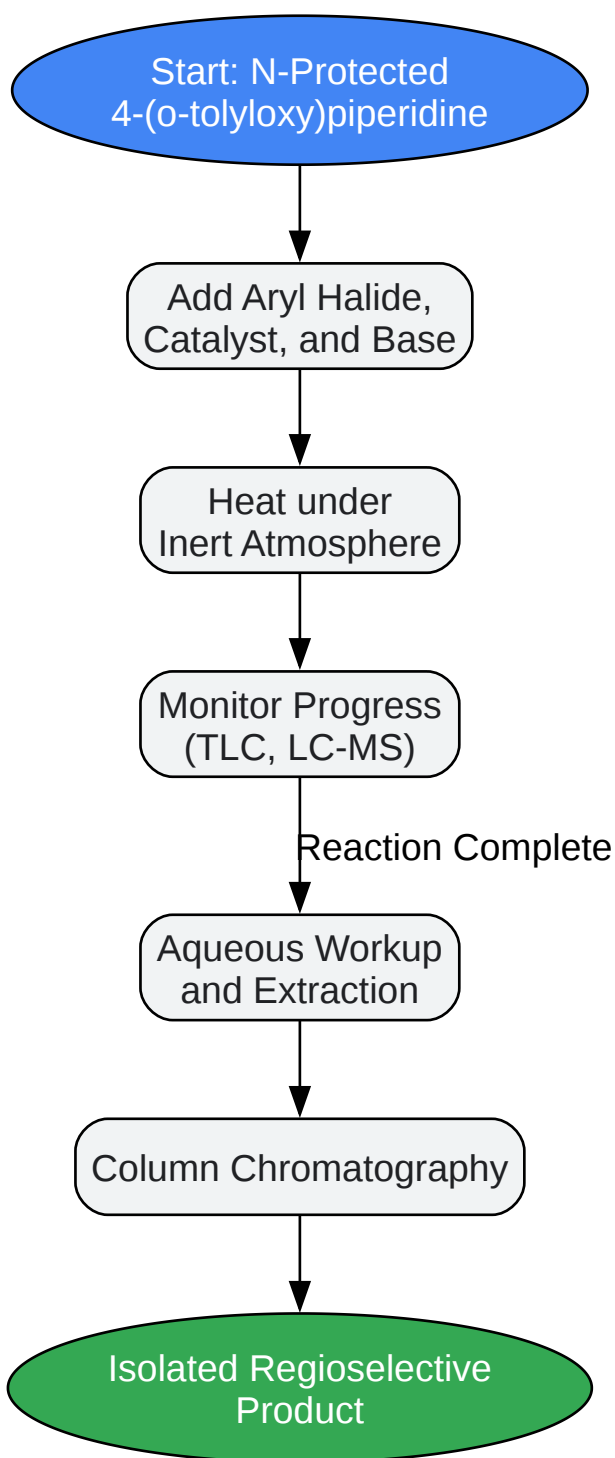 Start: N-Protected
4-(o-tolyloxy)piperidine
Add Aryl Halide,
Catalyst, and Base
Heat under
Inert Atmosphere
Monitor Progress
(TLC, LC-MS)
Reaction Complete
Aqueous Workup
and Extraction
Column Chromatography
Isolated Regioselective
Product